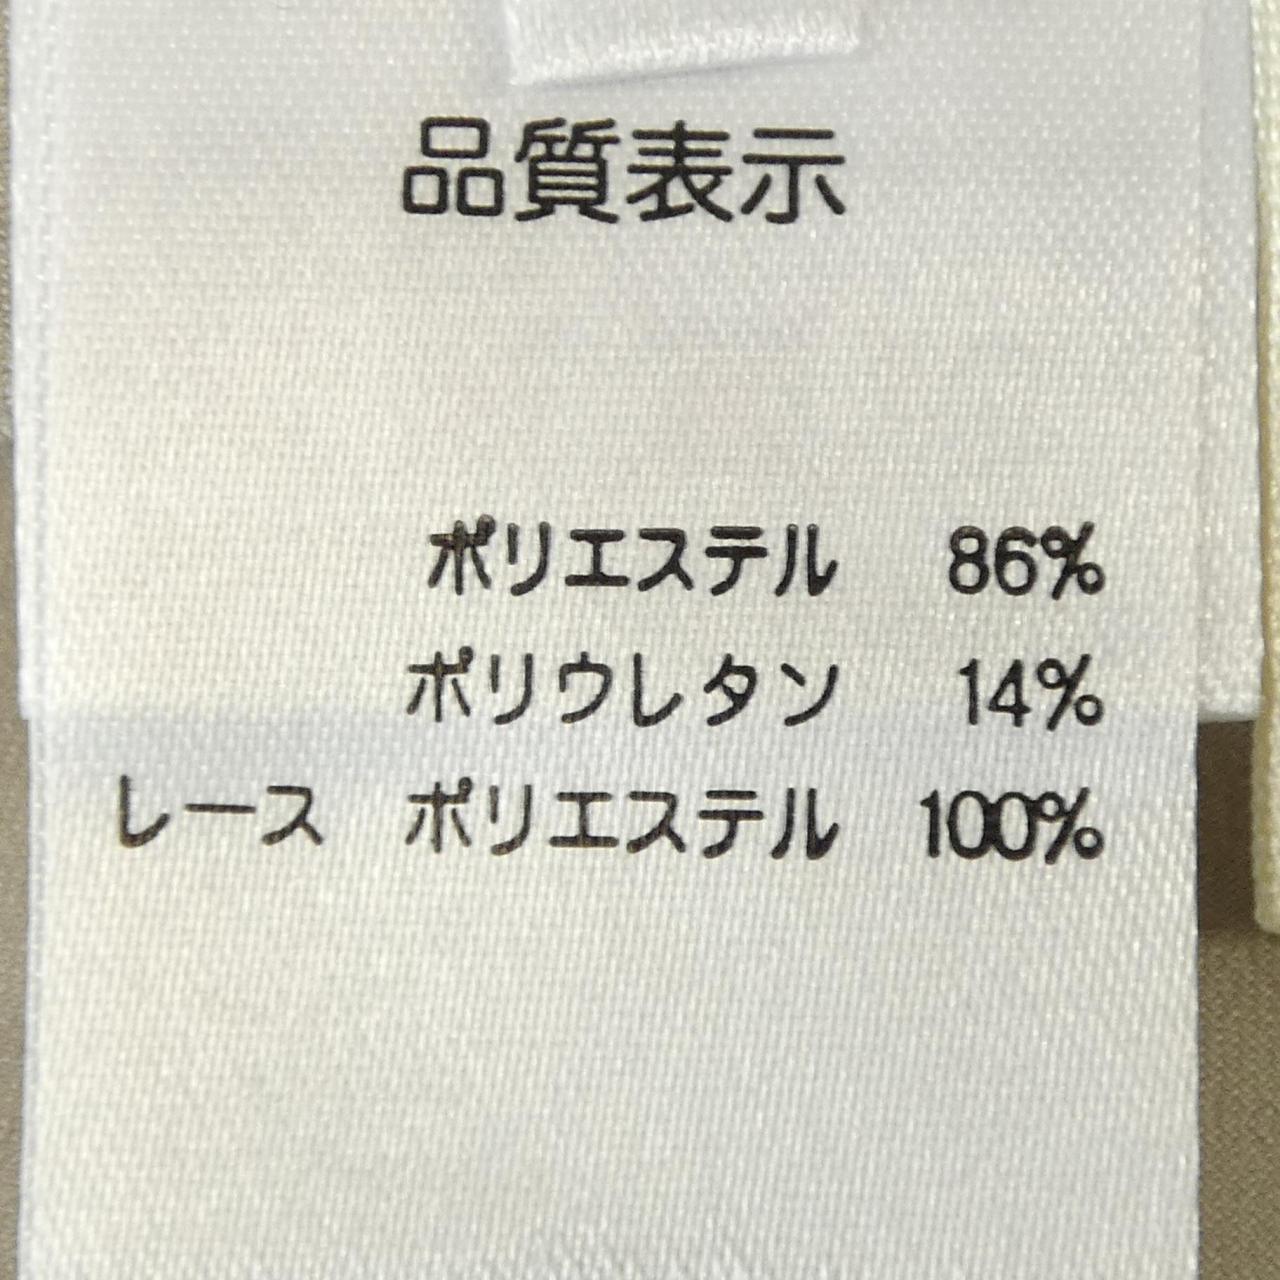 品質表示
ポリエステル 86%
ポリウレタン 14%
レース ポリエステル 100%